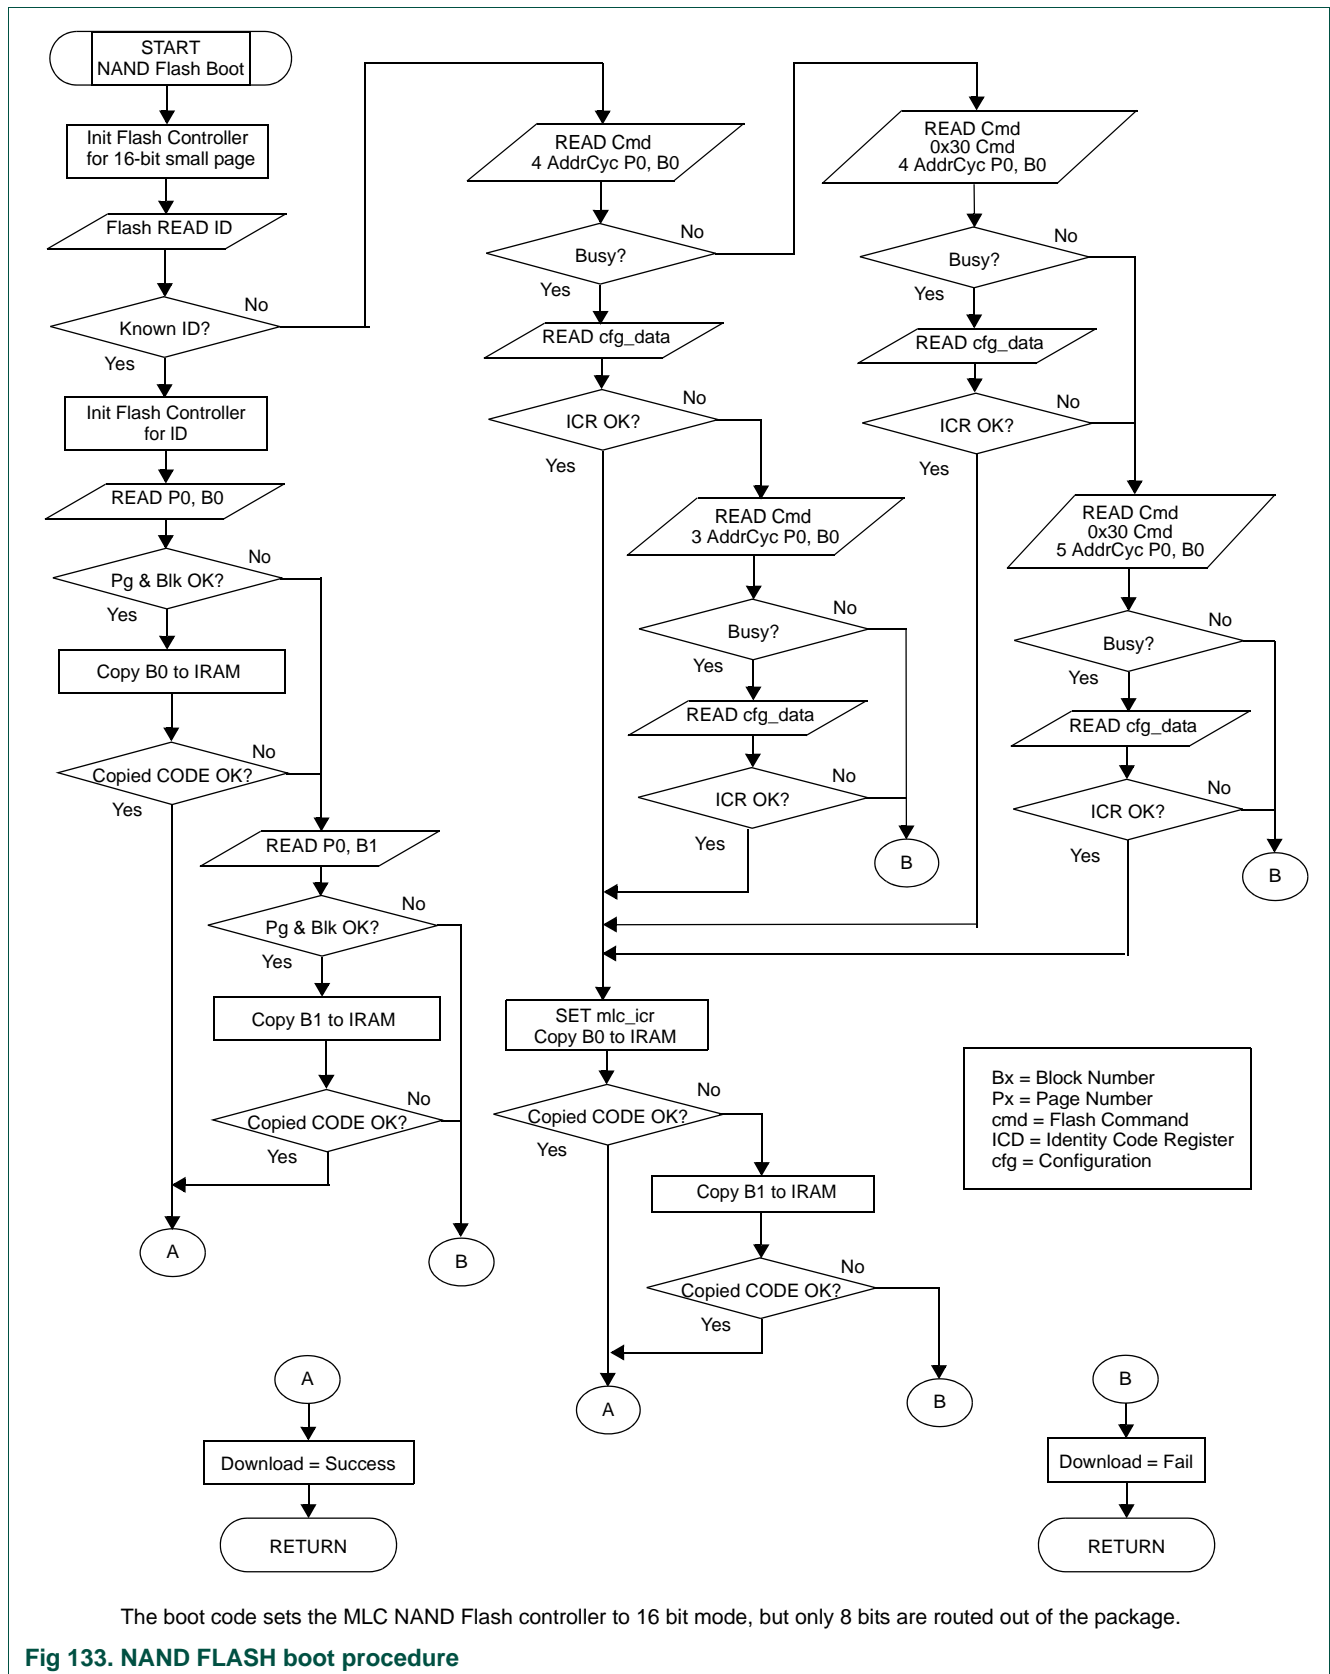 START
NAND Flash Boot
Init Flash Controller
for 16-bit small page
Flash READ ID
Known ID?
No
Yes
Init Flash Controller
for ID
READ P0, B0
Pg & Blk OK?
No
Yes
Copy B0 to IRAM
Copied CODE OK?
No
Yes
READ P0, B1
Pg & Blk OK?
No
Yes
Copy B1 to IRAM
Copied CODE OK?
No
Yes
A
B
READ Cmd
4 AddrCyc P0, B0
Busy?
No
Yes
READ cfg_data
ICR OK?
No
Yes
READ Cmd
3 AddrCyc P0, B0
Busy?
No
Yes
READ cfg_data
ICR OK?
No
Yes
B
READ Cmd
0x30 Cmd
4 AddrCyc P0, B0
Busy?
No
Yes
READ cfg_data
ICR OK?
No
Yes
READ Cmd
0x30 Cmd
5 AddrCyc P0, B0
Busy?
No
Yes
READ cfg_data
ICR OK?
No
Yes
B
SET mlc_icr
Copy B0 to IRAM
Copied CODE OK?
No
Yes
Copy B1 to IRAM
Copied CODE OK?
No
Yes
A
B
Bx = Block Number
Px = Page Number
cmd = Flash Command
ICD = Identity Code Register
cfg = Configuration
A
Download = Success
RETURN
B
Download = Fail
RETURN
The boot code sets the MLC NAND Flash controller to 16 bit mode, but only 8 bits are routed out of the package.
Fig 133. NAND FLASH boot procedure